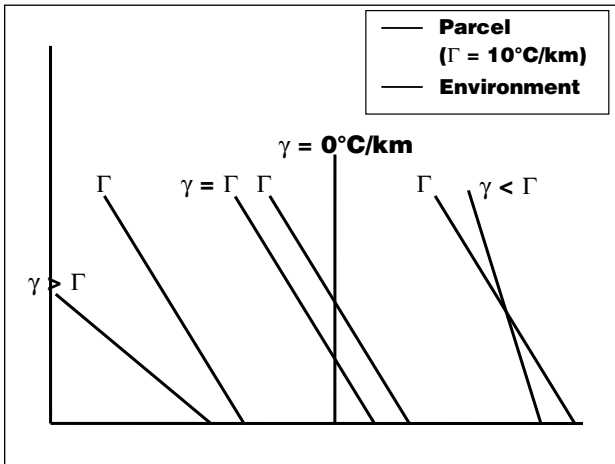 Parcel
(Γ = 10°C/km)
Environment
γ = 0°C/km
Γ
γ = Γ
Γ
Γ
γ < Γ
γ > Γ